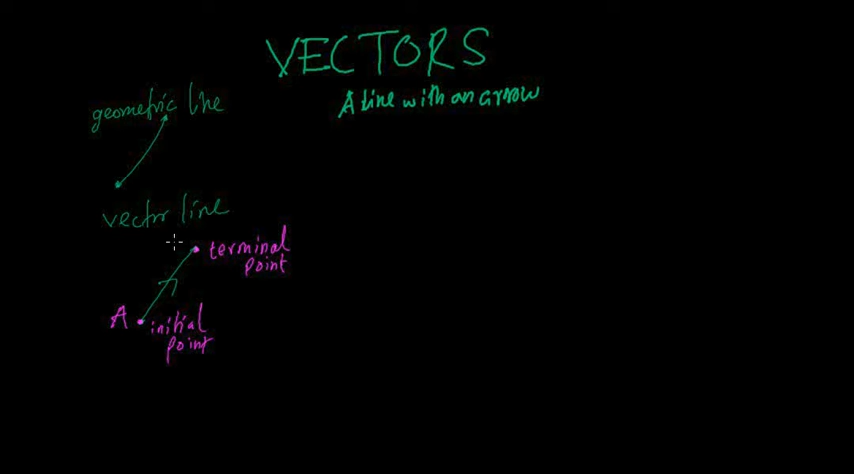 VECTORS
A line with an arrow
geometric line
vector line
terminal
point
A
initial
point